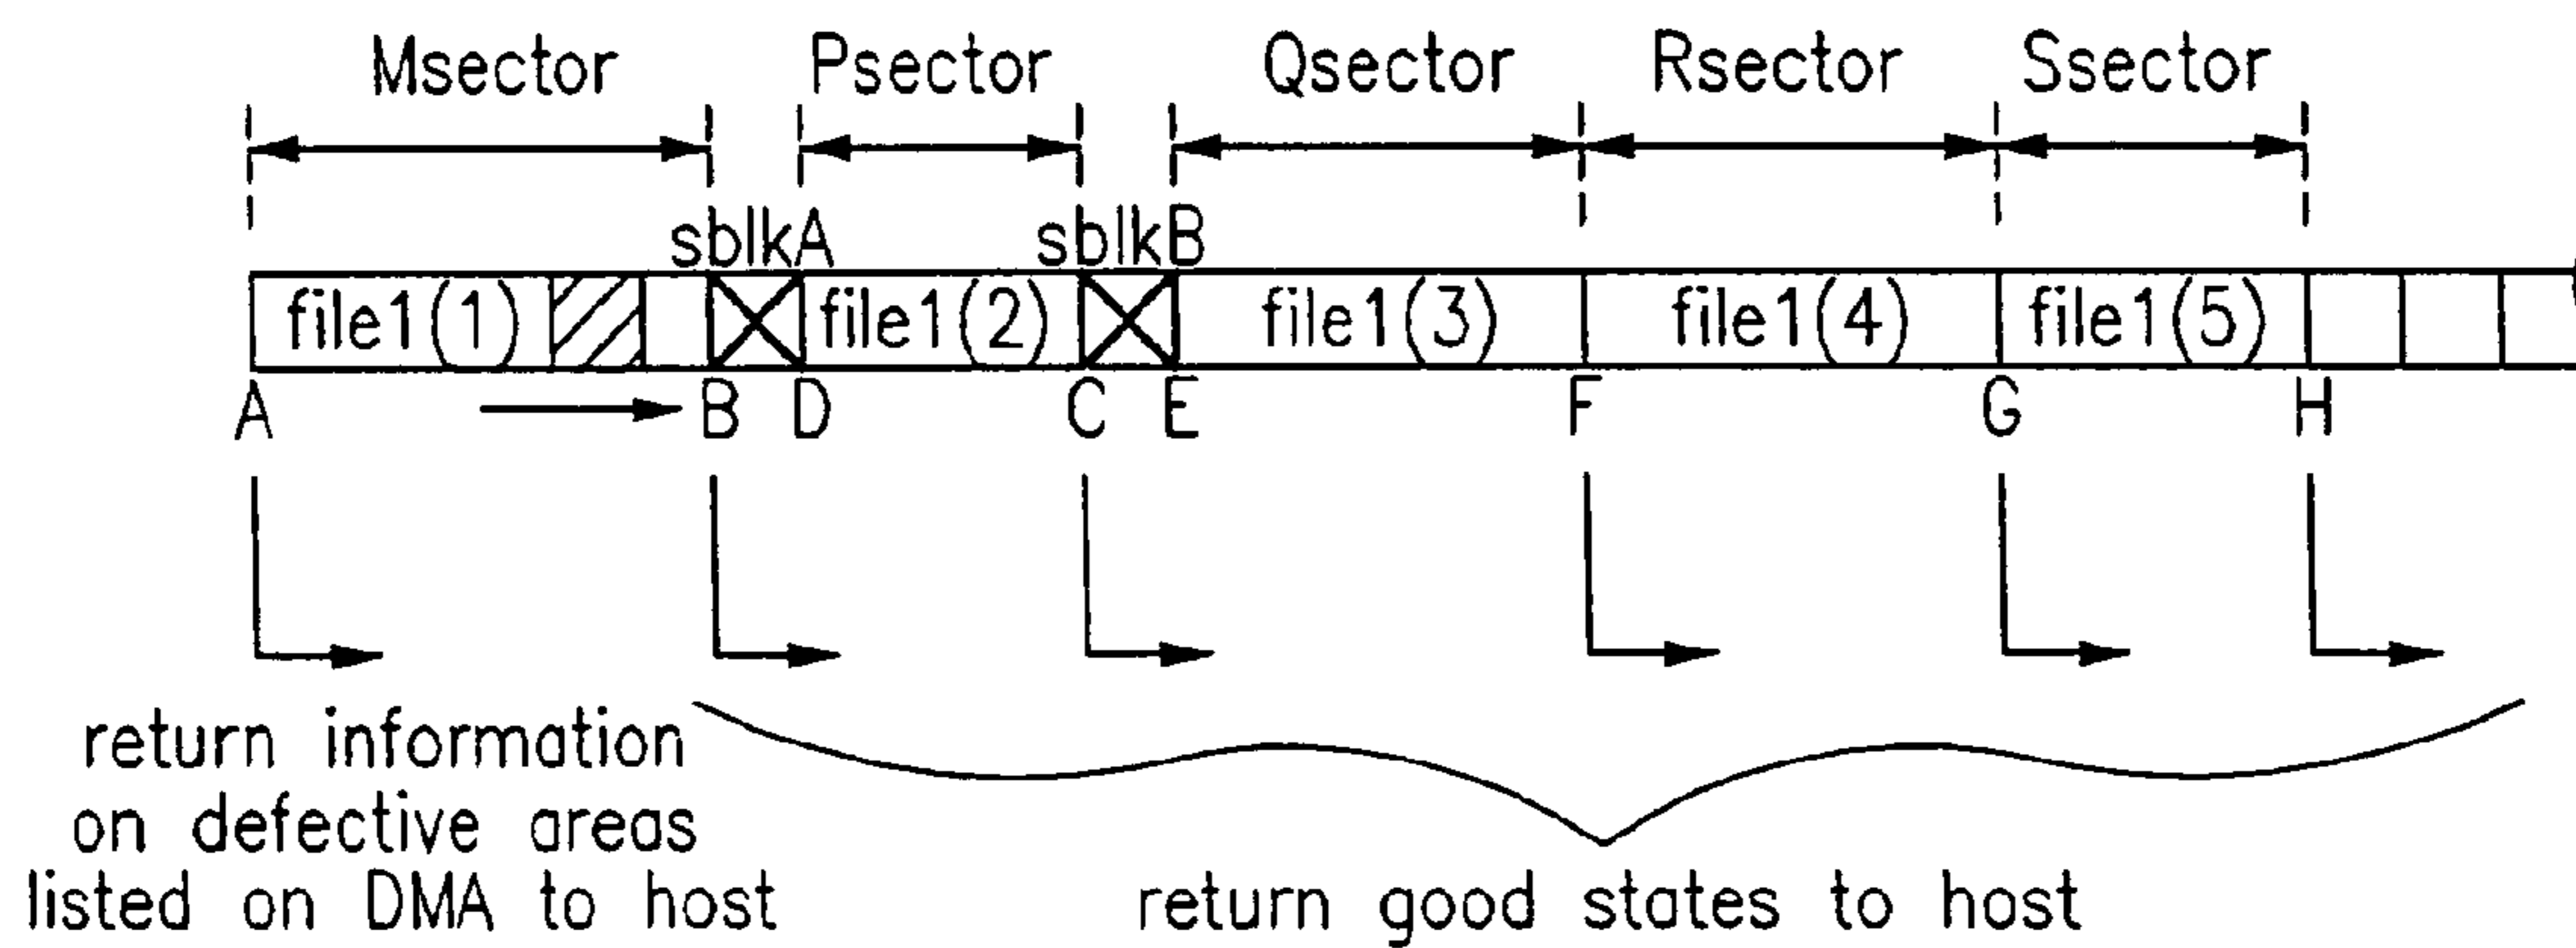 Msector Psector Qsector Rsector Ssector
sblkA sblkB
file1(1) file1(2) file1(3) file1(4) file1(5)
A B D C E F G H
return information
on defective areas
listed on DMA to host
return good states to host